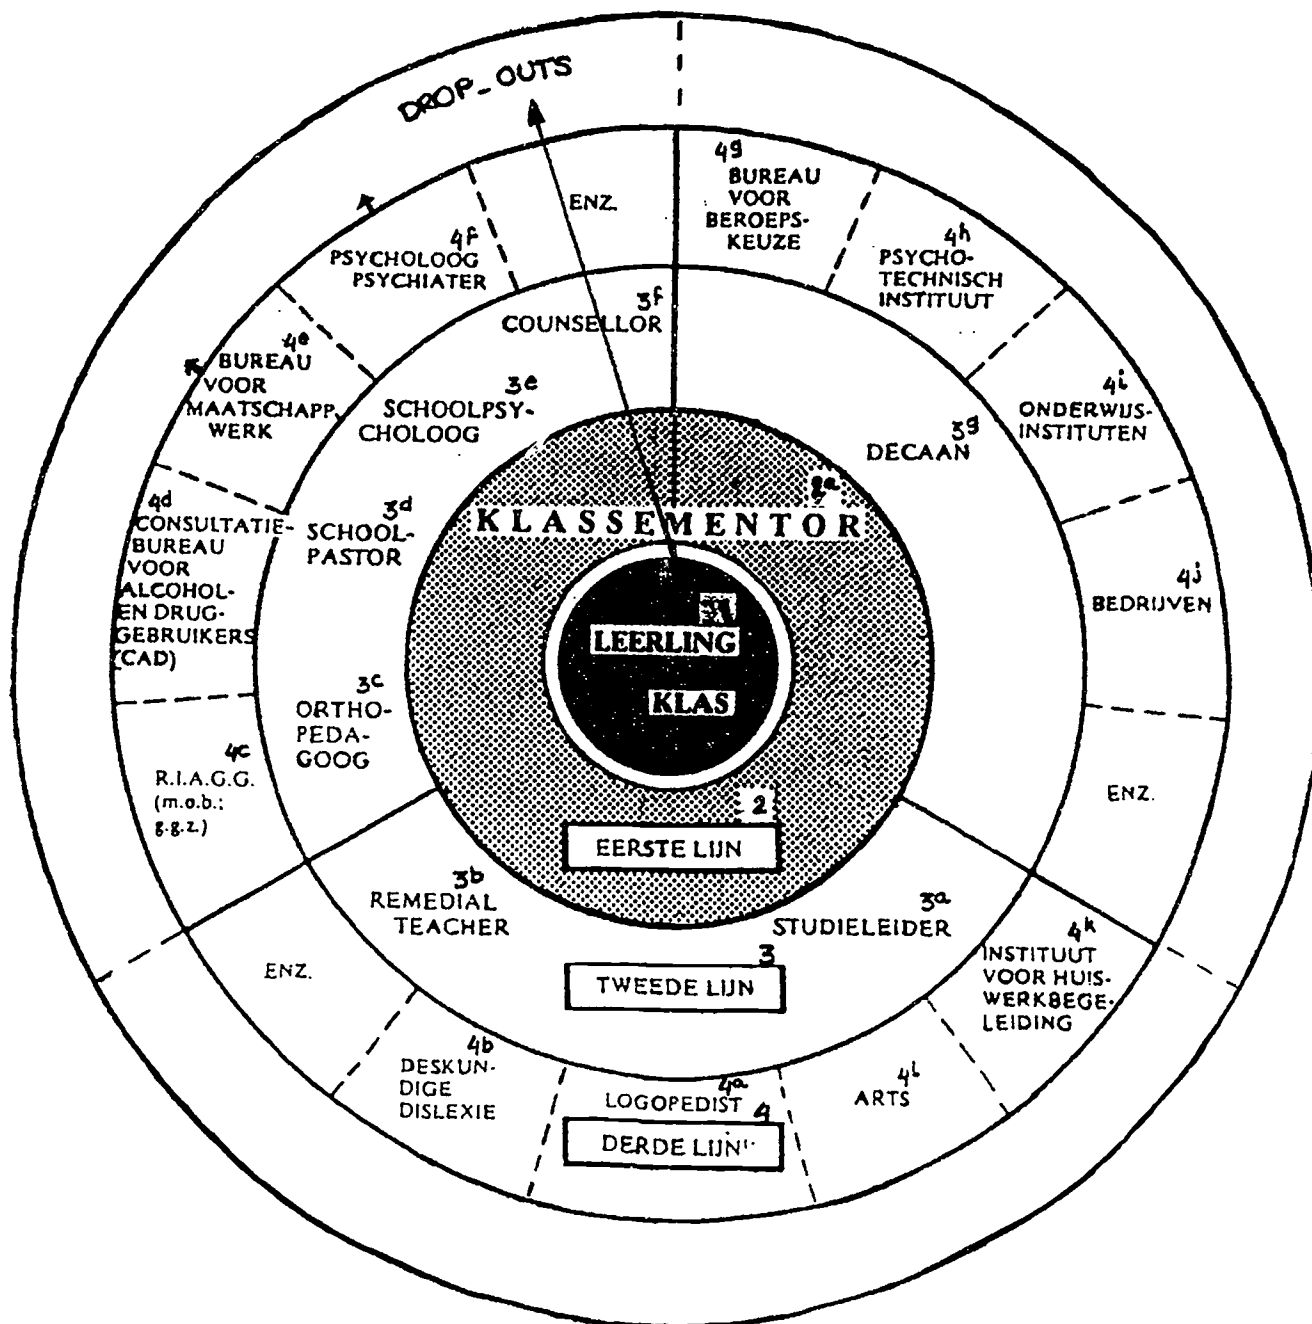 DROP-OUTS
ENZ.
4g
BUREAU
VOOR
BEROEPS-
KEUZE
4h
PSYCHO-
TECHNISCH
INSTITUUT
4i
ONDERWIJS-
INSTITUTEN
4j
BEDRIJVEN
ENZ.
4k
INSTITUUT
VOOR HUIS-
WERKBEGE-
LEIDING
4l
ARTS
4a
LOGOPEDIST
4
DERDE LIJN
4b
DESKUN-
DIGE
DISLEXIE
ENZ.
4c
R.I.A.G.G.
(m.o.b.;
g.g.z.)
4d
CONSULTATIE-
BUREAU
VOOR
ALCOHOL-
EN DRUG-
GEBRUIKERS
(CAD)
4e
BUREAU
VOOR
MAATSCHAPP.
WERK
4f
PSYCHOLOOG
PSYCHIATER
3f
COUNSELLOR
3e
SCHOOLPSY-
CHOLOOG
3d
SCHOOL-
PASTOR
3c
ORTHO-
PEDA-
GOOG
3b
REMEDIAL
TEACHER
3
TWEEDE LIJN
3a
STUDIELEIDER
3g
DECAAN
2a
KLASSEMENTOR
LEERLING
KLAS
2
EERSTE LIJN